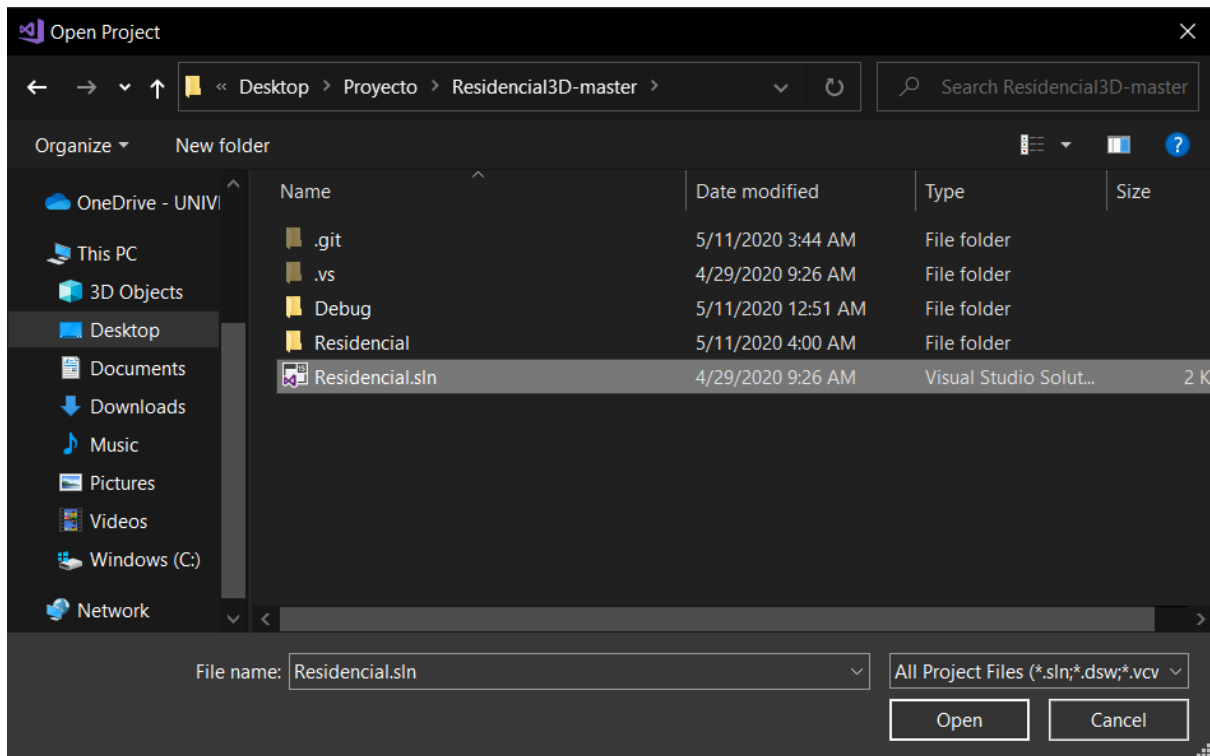 Open Project
« Desktop > Proyecto > Residencial3D-master >
Search Residencial3D-master
Organize
New folder
?
Name
Date modified
Type
Size
OneDrive - UNIVI
This PC
3D Objects
Desktop
Documents
Downloads
Music
Pictures
Videos
Windows (C:)
Network
.git 5/11/2020 3:44 AM File folder
.vs 4/29/2020 9:26 AM File folder
Debug 5/11/2020 12:51 AM File folder
Residencial 5/11/2020 4:00 AM File folder
Residencial.sln 4/29/2020 9:26 AM Visual Studio Solut... 2 K
File name: Residencial.sln
All Project Files (*.sln;*.dsw;*.vcv
Open
Cancel